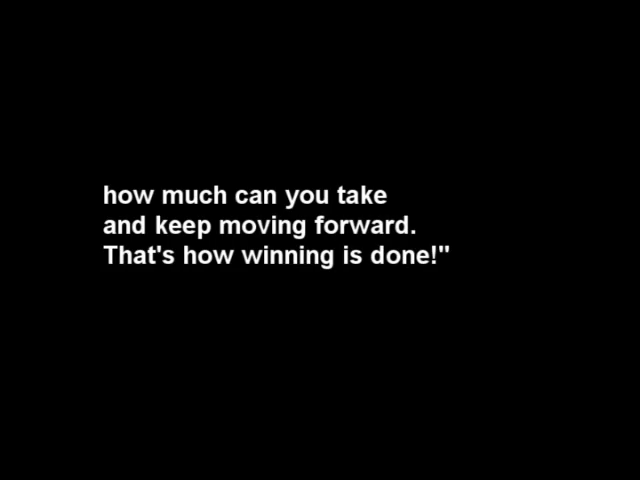 how much can you take
and keep moving forward.
That's how winning is done!"